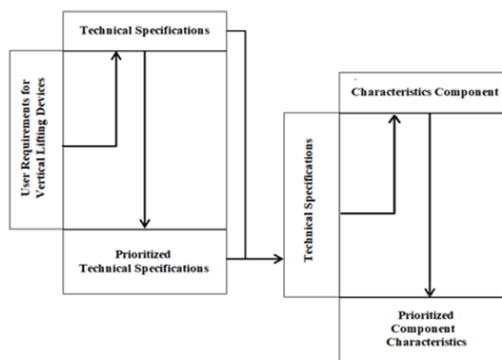 Technical Specifications
User Requirements for
Vertical Lifting Devices
Prioritized
Technical Specifications
Characteristics Component
Technical Specifications
Prioritized
Component
Characteristics